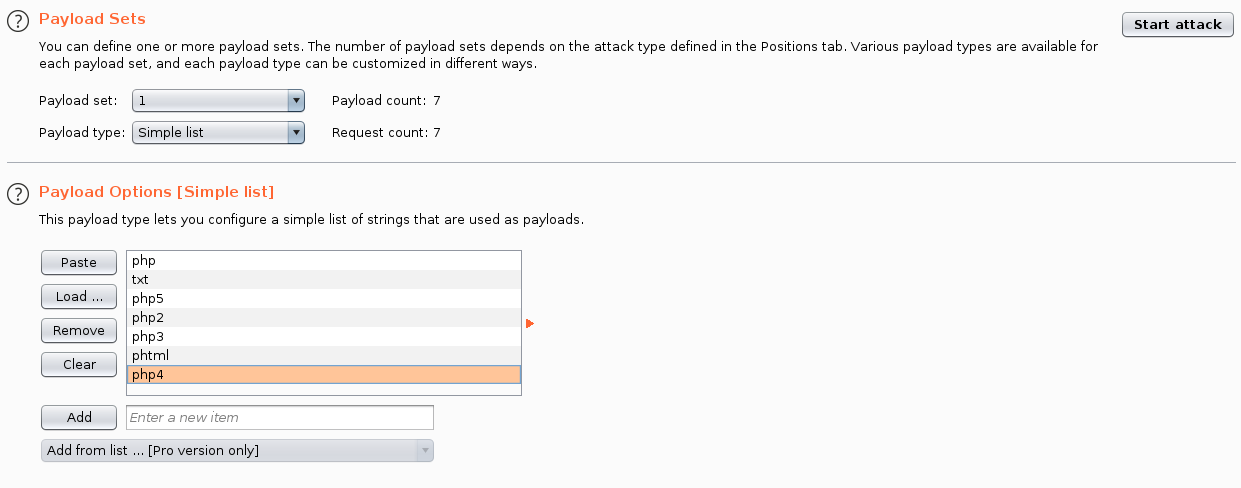 Payload Sets
Start attack
You can define one or more payload sets. The number of payload sets depends on the attack type defined in the Positions tab. Various payload types are available for
each payload set, and each payload type can be customized in different ways.
Payload set: 1 Payload count: 7
Payload type: Simple list Request count: 7
Payload Options [Simple list]
This payload type lets you configure a simple list of strings that are used as payloads.
Paste
Load ...
Remove
Clear
php
txt
php5
php2
php3
phtml
php4
Add Enter a new item
Add from list ... [Pro version only]